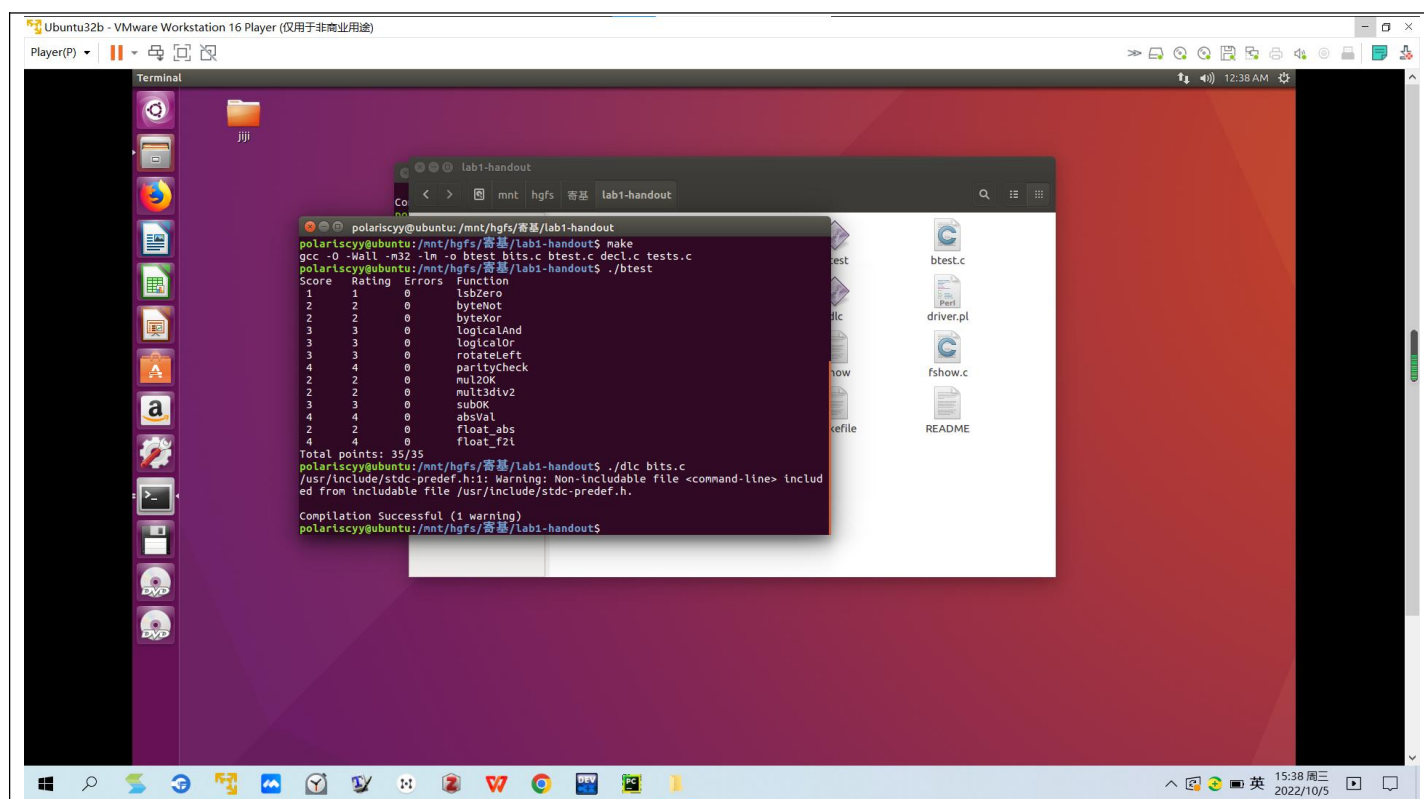 Ubuntu32b - VMware Workstation 16 Player (仅用于非商业用途)
Player(P)
Terminal
12:38 AM
jiji
lab1-handout
mnt hgfs 寄基 lab1-handout
Co
polariscyy@ubuntu: /mnt/hgfs/寄基/lab1-handout
polariscyy@ubuntu:/mnt/hgfs/寄基/lab1-handout$ make
gcc -O -Wall -m32 -lm -o btest bits.c btest.c decl.c tests.c
polariscyy@ubuntu:/mnt/hgfs/寄基/lab1-handout$ ./btest
Score Rating Errors Function
1 1 0 lsbZero
2 2 0 byteNot
2 2 0 byteXor
3 3 0 logicalAnd
3 3 0 logicalOr
3 3 0 rotateLeft
4 4 0 parityCheck
2 2 0 mul2OK
2 2 0 mult3div2
3 3 0 subOK
4 4 0 absVal
2 2 0 float_abs
4 4 0 float_f2i
Total points: 35/35
polariscyy@ubuntu:/mnt/hgfs/寄基/lab1-handout$ ./dlc bits.c
/usr/include/stdc-predef.h:1: Warning: Non-includable file <command-line> includ
ed from includable file /usr/include/stdc-predef.h.
Compilation Successful (1 warning)
polariscyy@ubuntu:/mnt/hgfs/寄基/lab1-handout$
btest.c
Perl
driver.pl
fshow.c
README
英
15:38 周三
2022/10/5